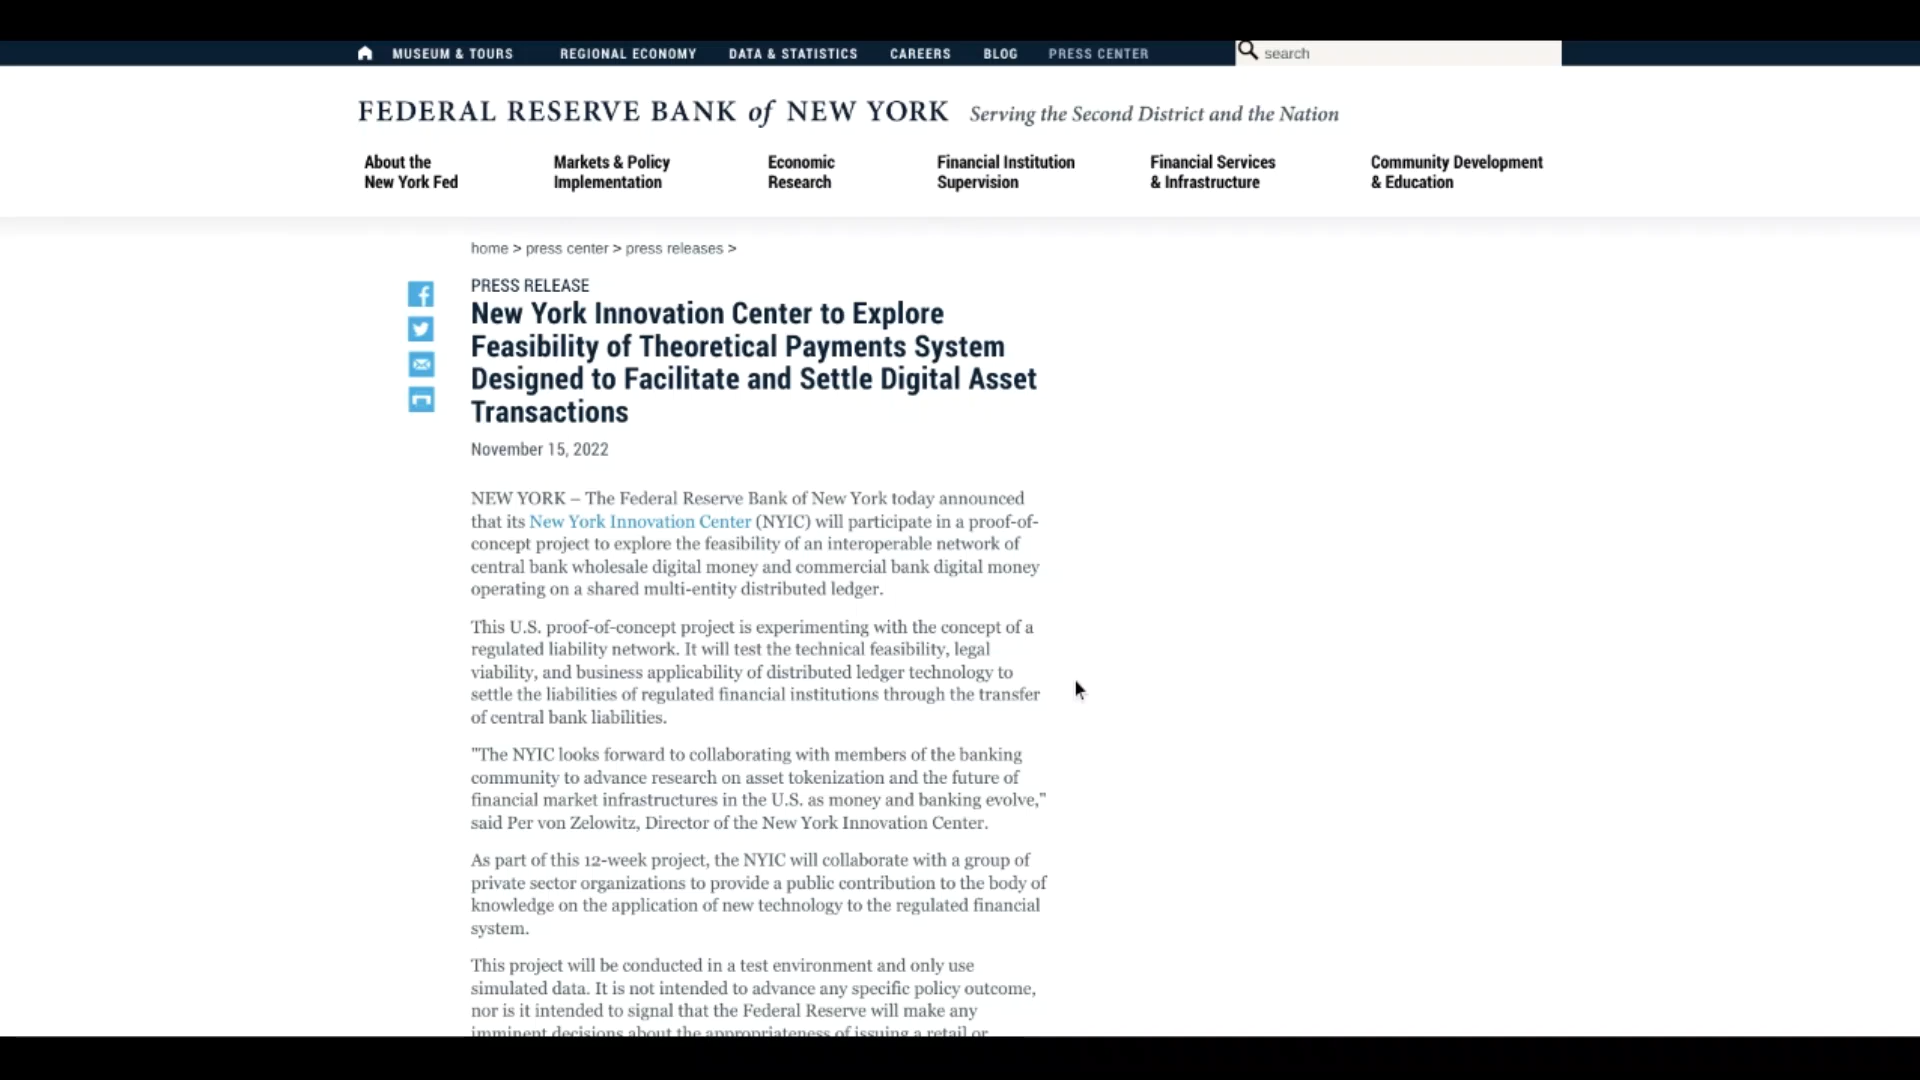 MUSEUM & TOURS REGIONAL ECONOMY DATA & STATISTICS CAREERS BLOG PRESS CENTER search
FEDERAL RESERVE BANK of NEW YORK Serving the Second District and the Nation
About the New York Fed
Markets & Policy Implementation
Economic Research
Financial Institution Supervision
Financial Services & Infrastructure
Community Development & Education
home > press center > press releases >
PRESS RELEASE
New York Innovation Center to Explore
Feasibility of Theoretical Payments System
Designed to Facilitate and Settle Digital Asset
Transactions
November 15, 2022
NEW YORK – The Federal Reserve Bank of New York today announced
that its New York Innovation Center (NYIC) will participate in a proof-of-
concept project to explore the feasibility of an interoperable network of
central bank wholesale digital money and commercial bank digital money
operating on a shared multi-entity distributed ledger.
This U.S. proof-of-concept project is experimenting with the concept of a
regulated liability network. It will test the technical feasibility, legal
viability, and business applicability of distributed ledger technology to
settle the liabilities of regulated financial institutions through the transfer
of central bank liabilities.
"The NYIC looks forward to collaborating with members of the banking
community to advance research on asset tokenization and the future of
financial market infrastructures in the U.S. as money and banking evolve,"
said Per von Zelowitz, Director of the New York Innovation Center.
As part of this 12-week project, the NYIC will collaborate with a group of
private sector organizations to provide a public contribution to the body of
knowledge on the application of new technology to the regulated financial
system.
This project will be conducted in a test environment and only use
simulated data. It is not intended to advance any specific policy outcome,
nor is it intended to signal that the Federal Reserve will make any
imminent decisions about the appropriateness of issuing a retail or